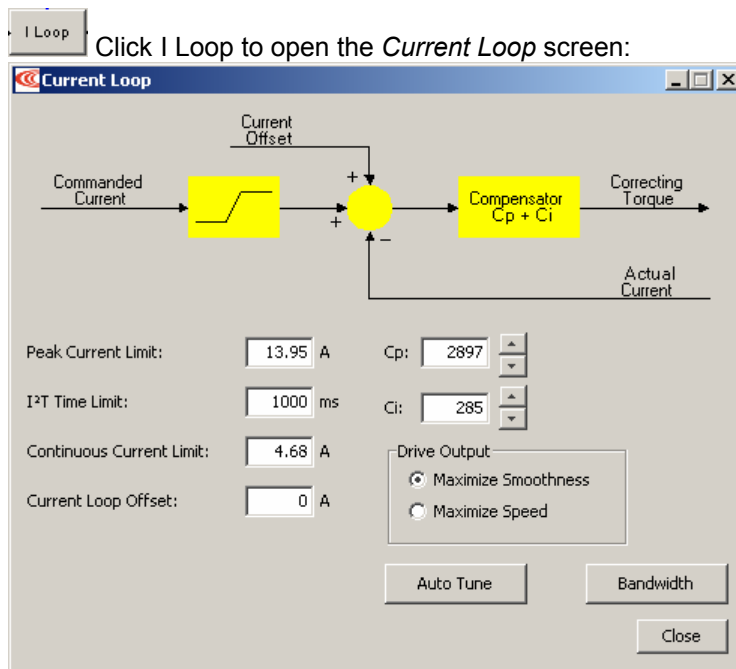 I Loop
Click I Loop to open the Current Loop screen:
Current Loop
Current
Offset
Commanded
Current
+
+
−
Compensator
Cp + Ci
Correcting
Torque
Actual
Current
Peak Current Limit: 13.95 A
Cp: 2897
I²T Time Limit: 1000 ms
Ci: 285
Continuous Current Limit: 4.68 A
Current Loop Offset: 0 A
Drive Output
Maximize Smoothness
Maximize Speed
Auto Tune
Bandwidth
Close